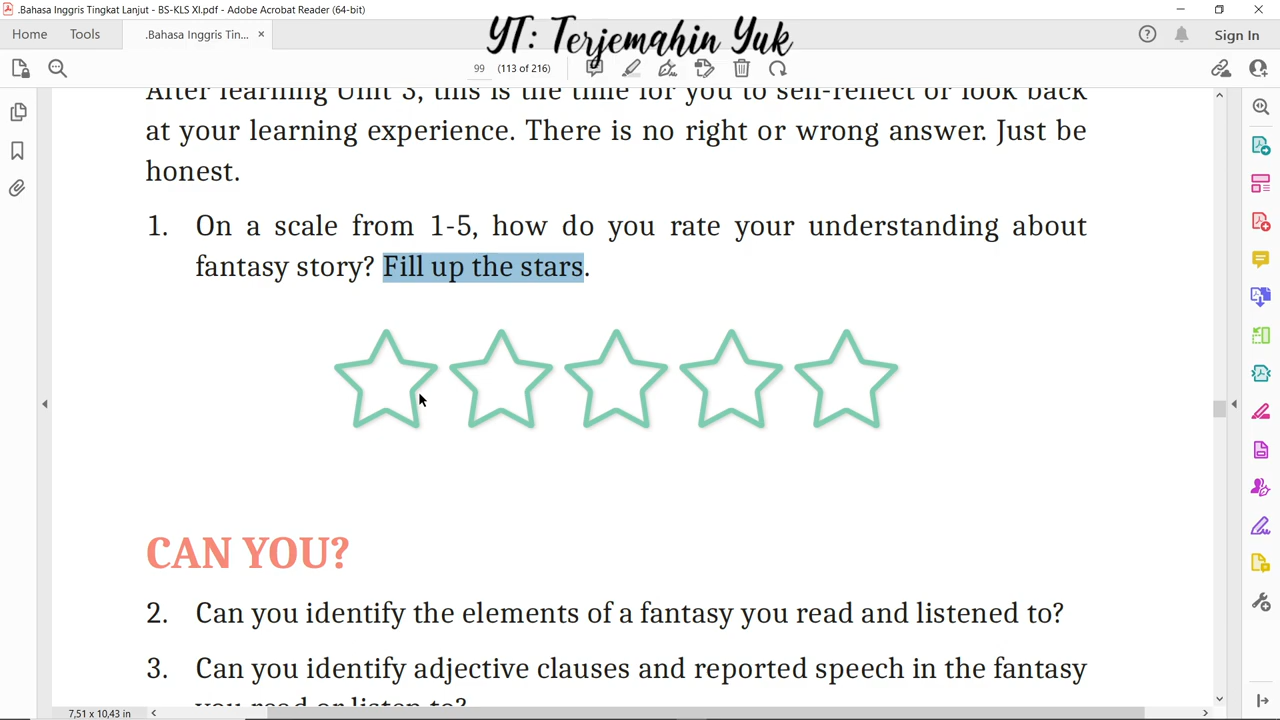 .Bahasa Inggris Tingkat Lanjut - BS-KLS XI.pdf - Adobe Acrobat Reader (64-bit)
Home
Tools
.Bahasa Inggris Tin...
YT: Terjemahin Yuk
Sign In
99
(113 of 216)
After learning Unit 3, this is the time for you to self-reflect or look back
at your learning experience. There is no right or wrong answer. Just be
honest.
1. On a scale from 1-5, how do you rate your understanding about
fantasy story? Fill up the stars.
CAN YOU?
2. Can you identify the elements of a fantasy you read and listened to?
3. Can you identify adjective clauses and reported speech in the fantasy
you read or listen to?
7,51 x 10,43 in